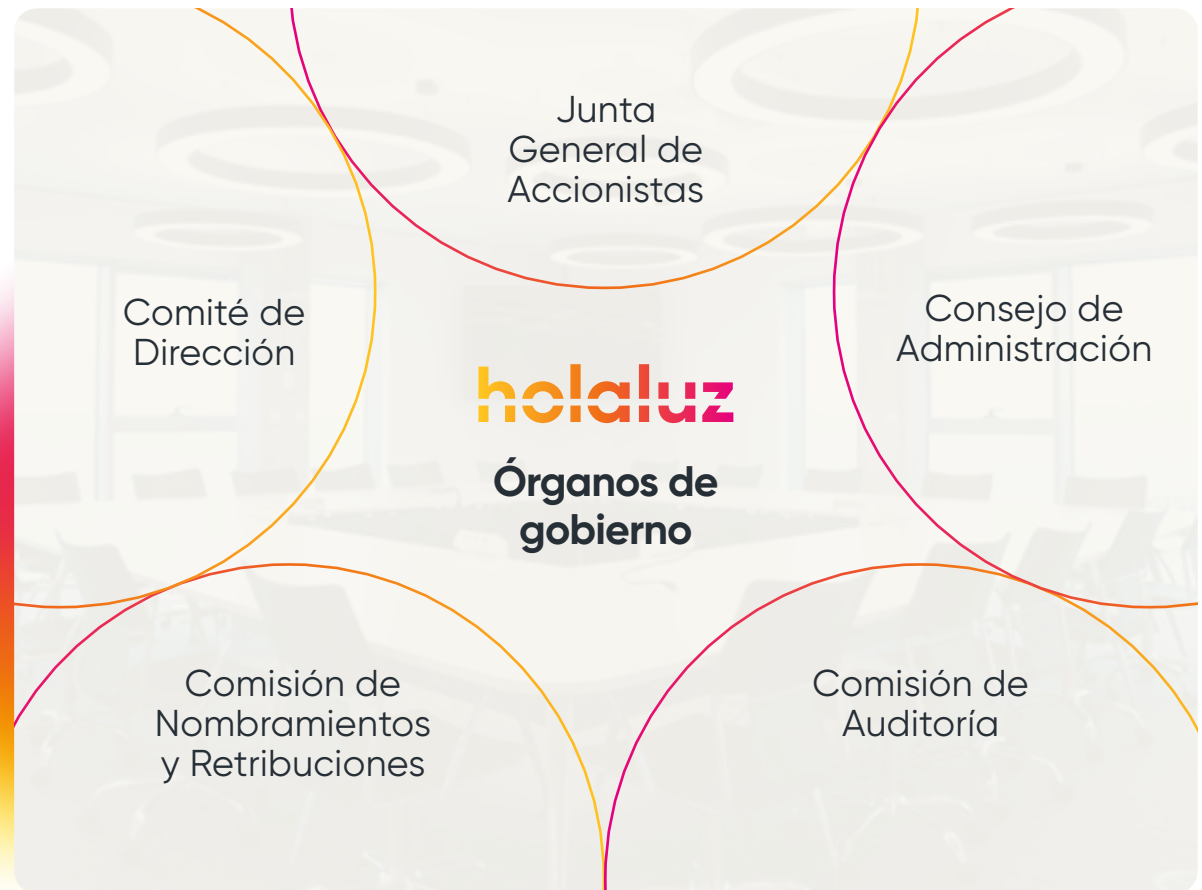 Junta
General de
Accionistas
Comité de
Dirección
Consejo de
Administración
holaluz
Órganos de
gobierno
Comisión de
Nombramientos
y Retribuciones
Comisión de
Auditoría